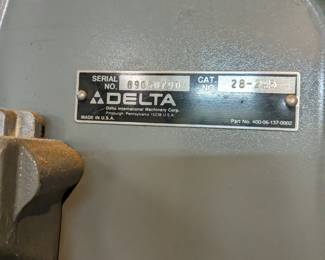 SERIAL NO. CAT. NO.
DELTA
Delta International Machinery Corp.
Pittsburgh, Pennsylvania 15238 U.S.A.
MADE IN U.S.A. Part No. 400-06-137-0002